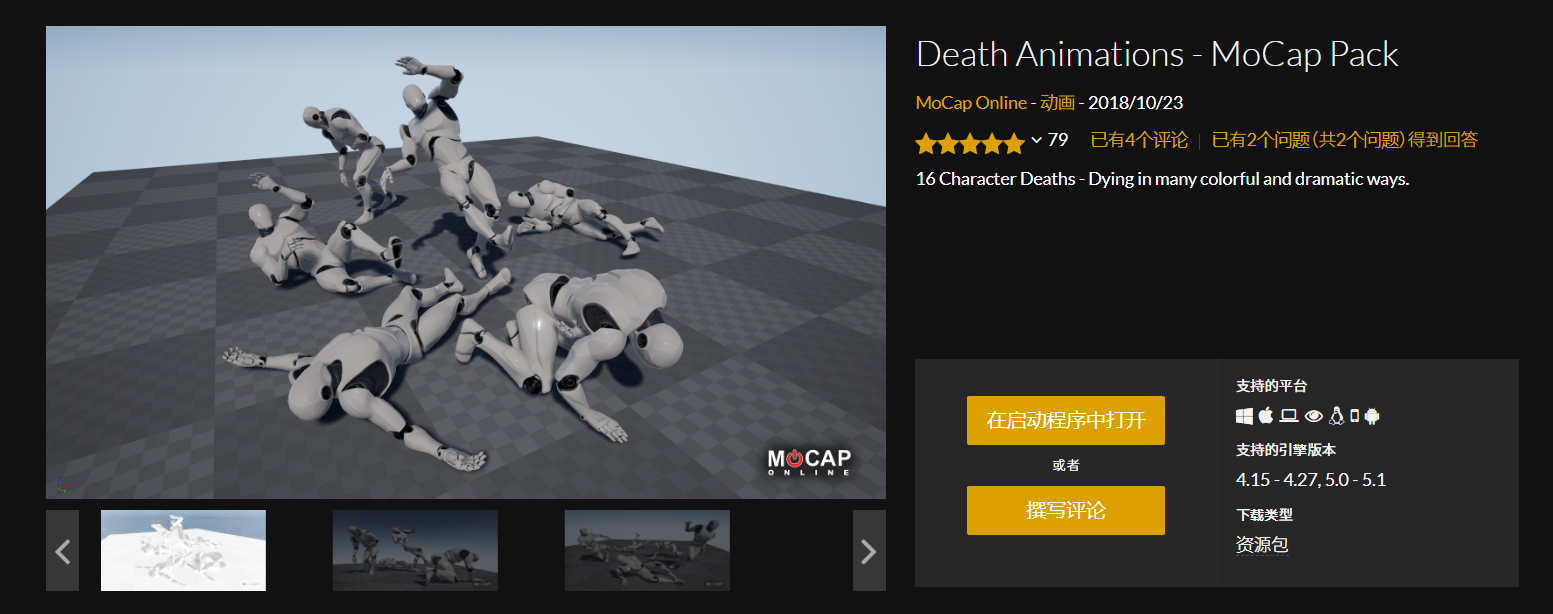 Death Animations - MoCap Pack
MoCap Online - 动画 - 2018/10/23
79 已有4个评论 | 已有2个问题 (共2个问题) 得到回答
16 Character Deaths - Dying in many colorful and dramatic ways.
MOCAP
ONLINE
在启动程序中打开
或者
撰写评论
支持的平台
支持的引擎版本
4.15 - 4.27, 5.0 - 5.1
下载类型
资源包